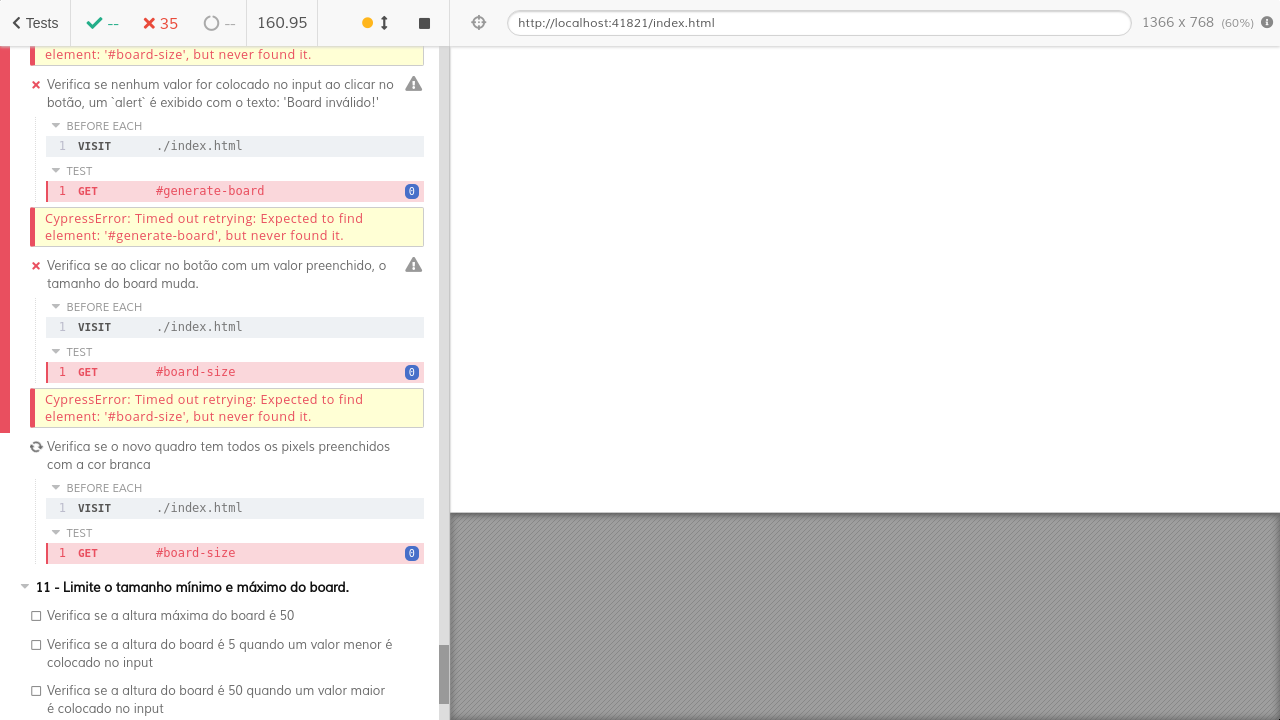 Tests
--
35
--
160.95
http://localhost:41821/index.html
1366 x 768 (60%)
element: '#board-size', but never found it.
Verifica se nenhum valor for colocado no input ao clicar no
botão, um `alert` é exibido com o texto: 'Board inválido!'
BEFORE EACH
1 VISIT ./index.html
TEST
1 GET #generate-board 0
CypressError: Timed out retrying: Expected to find
element: '#generate-board', but never found it.
Verifica se ao clicar no botão com um valor preenchido, o
tamanho do board muda.
BEFORE EACH
1 VISIT ./index.html
TEST
1 GET #board-size 0
CypressError: Timed out retrying: Expected to find
element: '#board-size', but never found it.
Verifica se o novo quadro tem todos os pixels preenchidos
com a cor branca
BEFORE EACH
1 VISIT ./index.html
TEST
1 GET #board-size 0
11 - Limite o tamanho mínimo e máximo do board.
Verifica se a altura máxima do board é 50
Verifica se a altura do board é 5 quando um valor menor é
colocado no input
Verifica se a altura do board é 50 quando um valor maior
é colocado no input